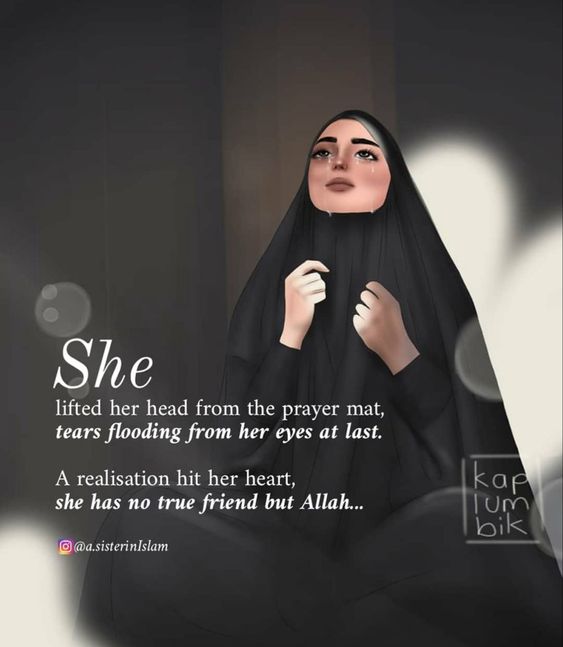 She
lifted her head from the prayer mat,
tears flooding from her eyes at last.
A realisation hit her heart,
she has no true friend but Allah...
@a.sisterinIslam
kap
lum
bik